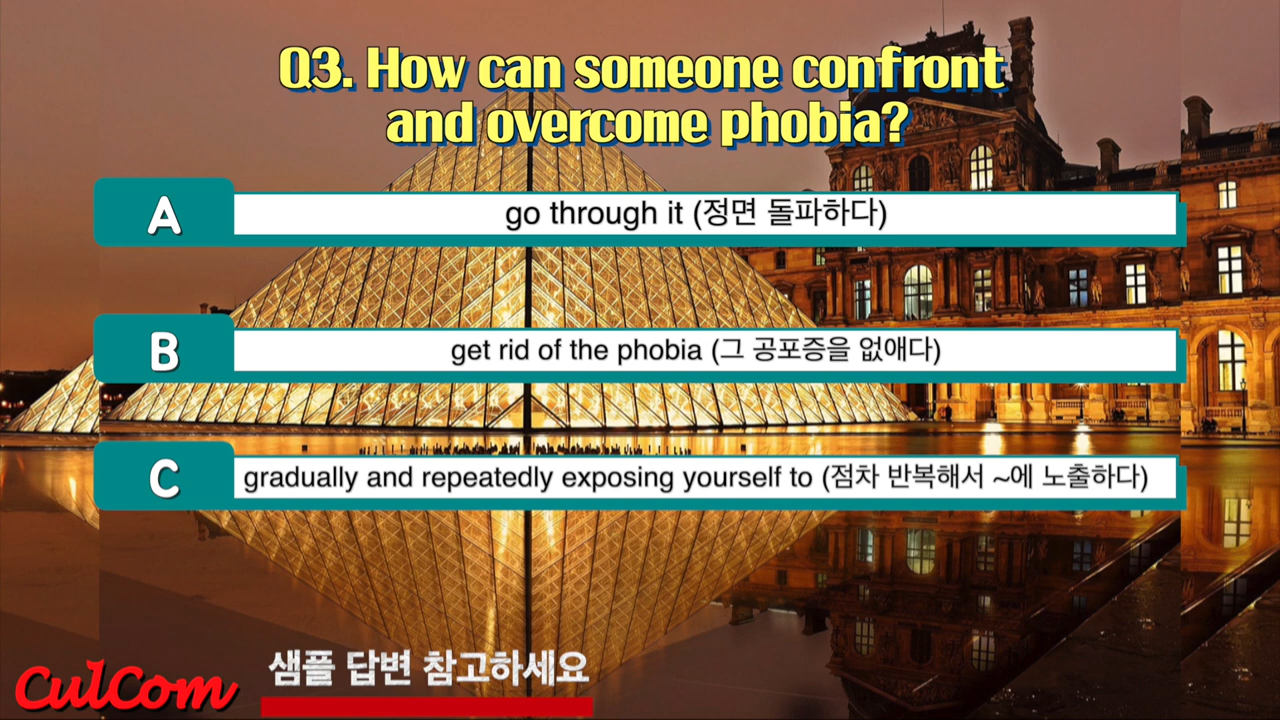 Q3. How can someone confront
and overcome phobia?
A
go through it (정면 돌파하다)
B
get rid of the phobia (그 공포증을 없애다)
C
gradually and repeatedly exposing yourself to (점차 반복해서 ~에 노출하다)
샘플 답변 참고하세요
CulCom